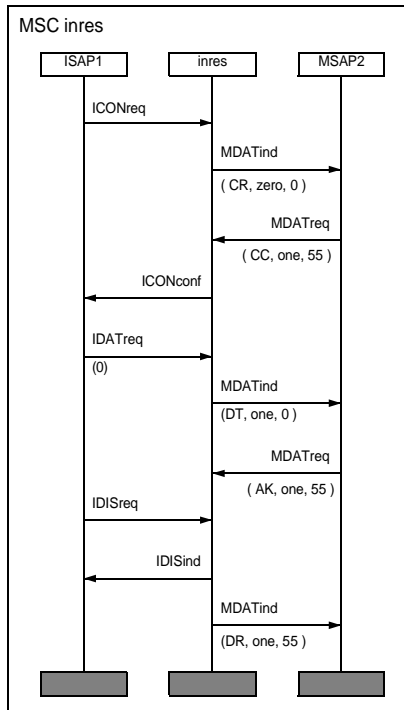 MSC inres
ISAP1 inres MSAP2
ICONreq
MDATind
( CR, zero, 0 )
MDATreq
( CC, one, 55 )
ICONconf
IDATreq
(0)
MDATind
(DT, one, 0 )
MDATreq
( AK, one, 55 )
IDISreq
IDISind
MDATind
(DR, one, 55 )